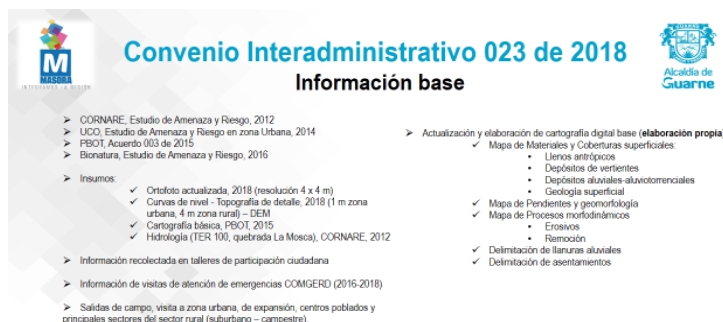 Convenio Interadministrativo 023 de 2018
Información base
MASORA
INTEGRAMOS LA REGIÓN
Alcaldía de
Guarne
➢ CORNARE, Estudio de Amenaza y Riesgo, 2012
➢ UCO, Estudio de Amenaza y Riesgo en zona Urbana, 2014
➢ PBOT, Acuerdo 003 de 2015
➢ Bionatura, Estudio de Amenaza y Riesgo, 2016
➢ Insumos:
✓ Ortofoto actualizada, 2018 (resolución 4 x 4 m)
✓ Curvas de nivel - Topografía de detalle, 2018 (1 m zona
urbana, 4 m zona rural) – DEM
✓ Cartografía básica, PBOT, 2015
✓ Hidrología (TER 100, quebrada La Mosca), CORNARE, 2012
➢ Información recolectada en talleres de participación ciudadana
➢ Información de visitas de atención de emergencias COMGERD (2016-2018)
➢ Salidas de campo, visita a zona urbana, de expansión, centros poblados y
principales sectores del sector rural (suburbano – campestre).
➢ Actualización y elaboración de cartografía digital base (elaboración propia)
✓ Mapa de Materiales y Coberturas superficiales:
• Llenos antrópicos
• Depósitos de vertientes
• Depósitos aluviales-aluviotorrenciales
• Geología superficial
✓ Mapa de Pendientes y geomorfología
✓ Mapa de Procesos morfodinámicos
• Erosivos
• Remoción
✓ Delimitación de llanuras aluviales
✓ Delimitación de asentamientos